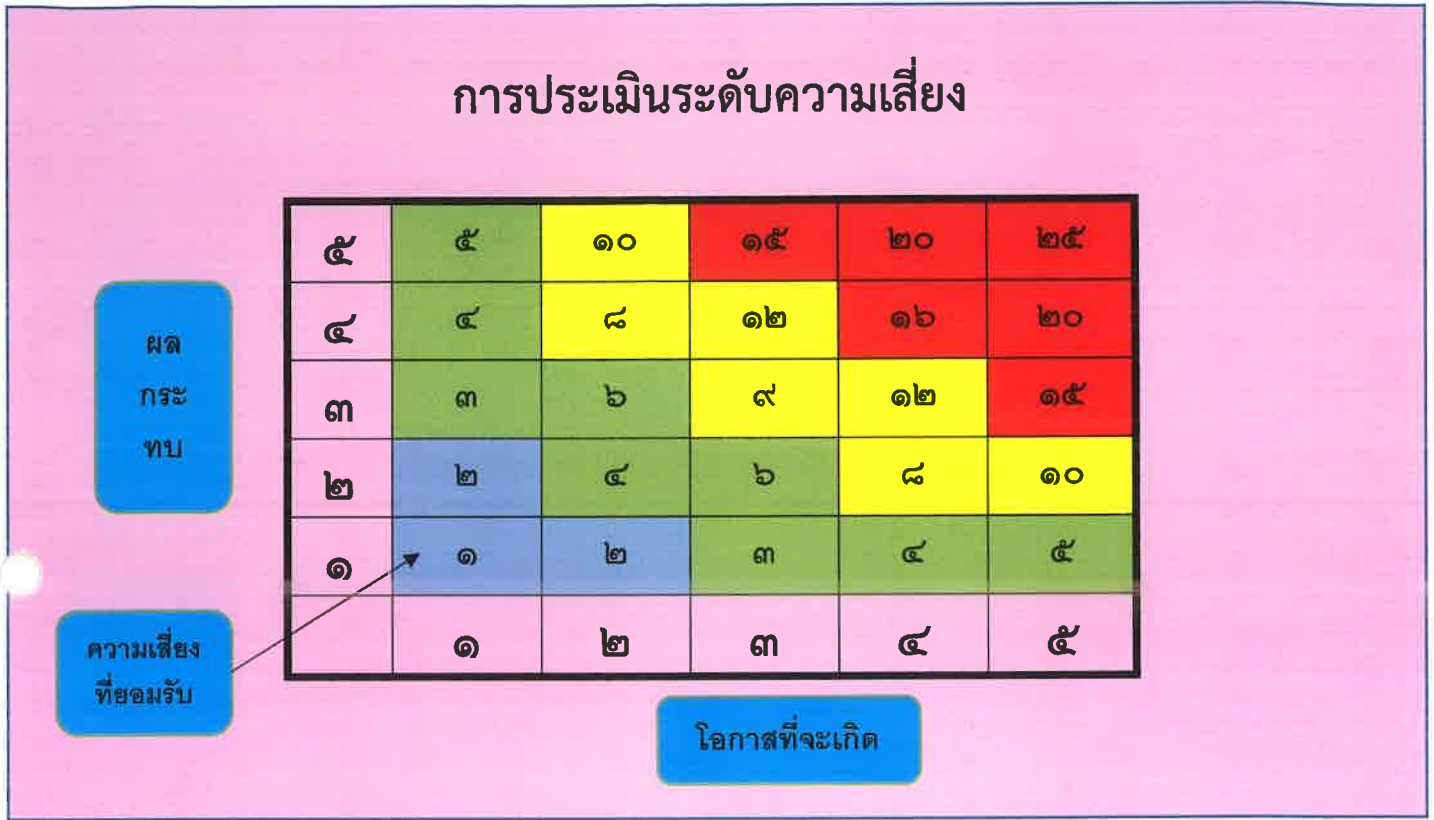 การประเมินระดับความเสี่ยง
๕ ๕ ๑๐ ๑๕ ๒๐ ๒๕
๔ ๔ ๘ ๑๒ ๑๖ ๒๐
๓ ๓ ๖ ๙ ๑๒ ๑๕
๒ ๒ ๔ ๖ ๘ ๑๐
๑ ๑ ๒ ๓ ๔ ๕
๑ ๒ ๓ ๔ ๕
ผล
กระ
ทบ
ความเสี่ยง
ที่ยอมรับ
โอกาสที่จะเกิด